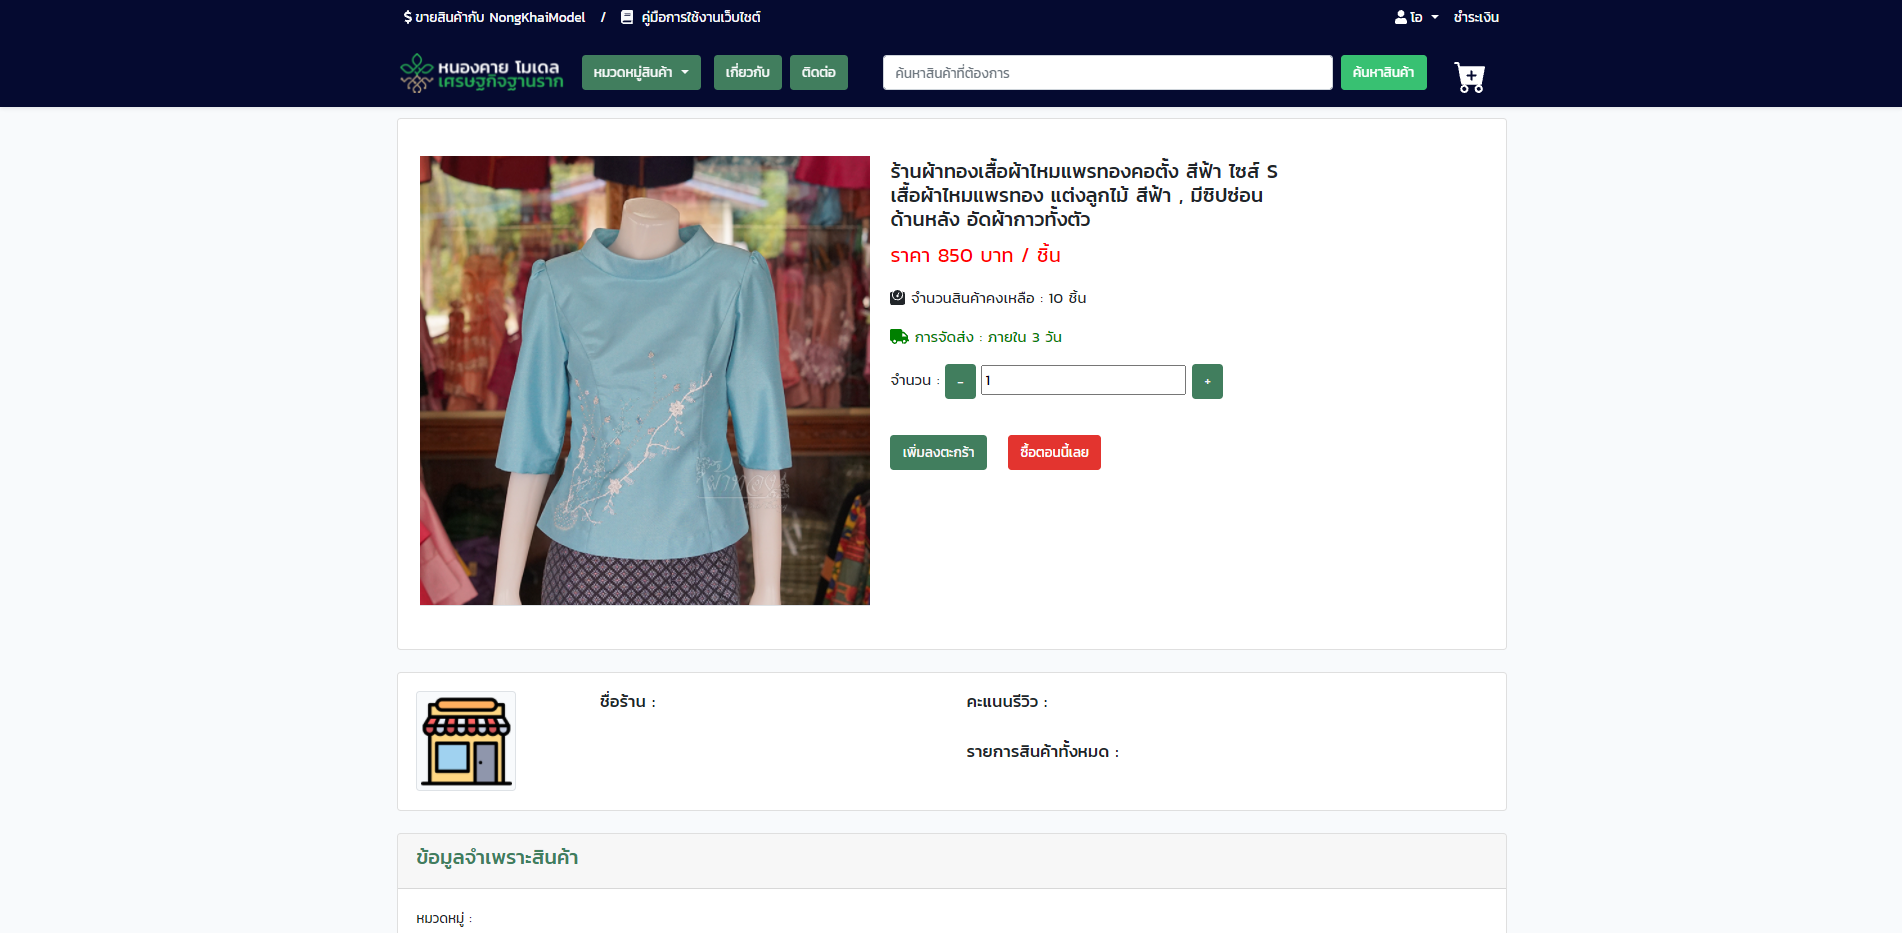 ขายสินค้ากับ NongKhaiModel / คู่มือการใช้งานเว็บไซต์
โอ ชำระเงิน
หนองคาย โมเดล
เศรษฐกิจฐานราก
หมวดหมู่สินค้า เกี่ยวกับ ติดต่อ ค้นหาสินค้าที่ต้องการ ค้นหาสินค้า
ร้านผ้าทองเสื้อผ้าไหมแพรทองคอตั้ง สีฟ้า ไซส์ S
เสื้อผ้าไหมแพรทอง แต่งลูกไม้ สีฟ้า , มีซิปซ่อน
ด้านหลัง อัดผ้ากาวทั้งตัว
ราคา 850 บาท / ชิ้น
จำนวนสินค้าคงเหลือ : 10 ชิ้น
การจัดส่ง : ภายใน 3 วัน
จำนวน : - 1 +
เพิ่มลงตะกร้า ซื้อตอนนี้เลย
ผ้าทอง
ชื่อร้าน : คะแนนรีวิว :
รายการสินค้าทั้งหมด :
ข้อมูลจำเพราะสินค้า
หมวดหมู่ :